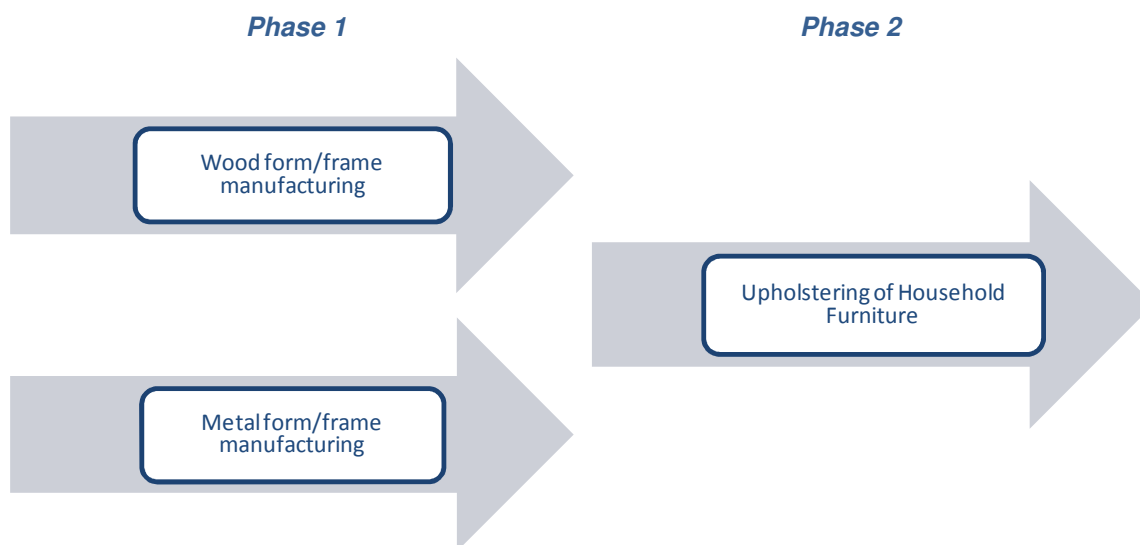 Phase 1
Phase 2
Wood form/frame
manufacturing
Upholstering of Household
Furniture
Metal form/frame
manufacturing